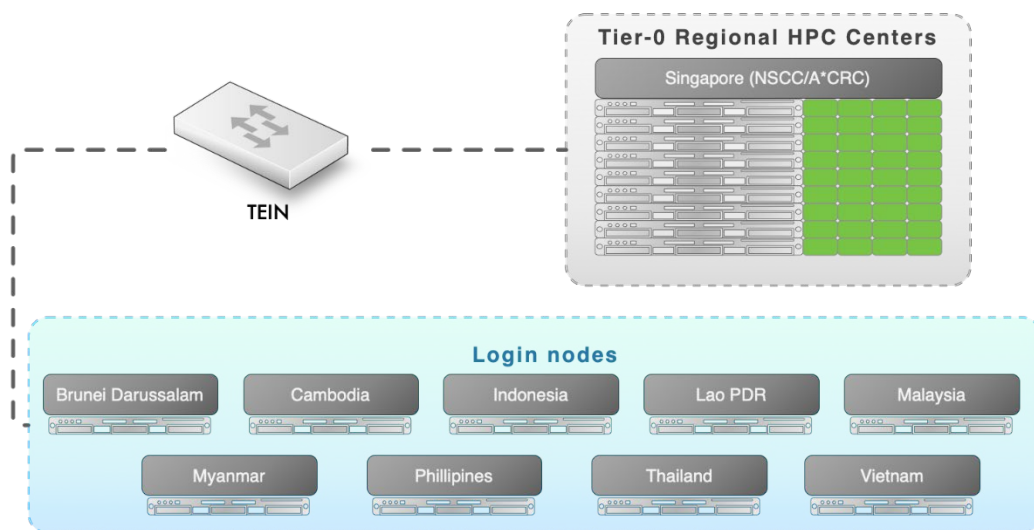 Tier-0 Regional HPC Centers
Singapore (NSCC/A*CRC)
TEIN
Login nodes
Brunei Darussalam
Cambodia
Indonesia
Lao PDR
Malaysia
Myanmar
Phillipines
Thailand
Vietnam